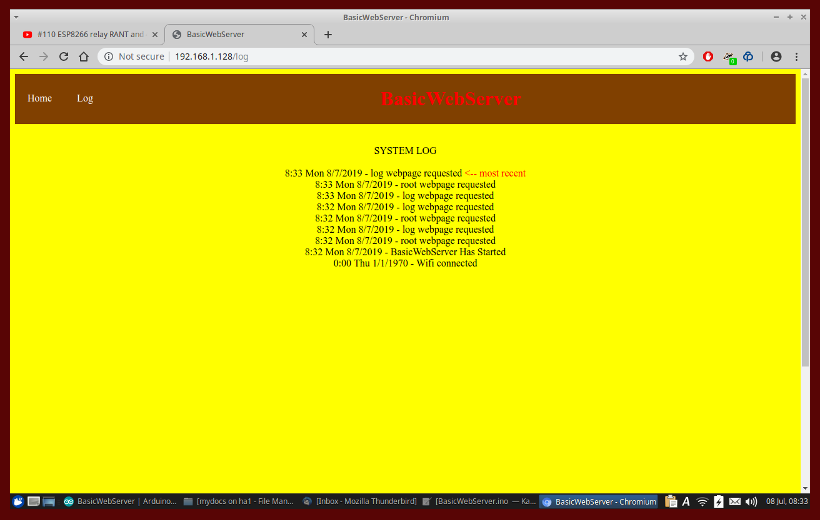 BasicWebServer - Chromium
#110 ESP8266 relay RANT and
BasicWebServer
Not secure 192.168.1.128/log
0
Home Log BasicWebServer
SYSTEM LOG
8:33 Mon 8/7/2019 - log webpage requested <-- most recent
8:33 Mon 8/7/2019 - root webpage requested
8:33 Mon 8/7/2019 - log webpage requested
8:32 Mon 8/7/2019 - log webpage requested
8:32 Mon 8/7/2019 - root webpage requested
8:32 Mon 8/7/2019 - log webpage requested
8:32 Mon 8/7/2019 - root webpage requested
8:32 Mon 8/7/2019 - BasicWebServer Has Started
0:00 Thu 1/1/1970 - Wifi connected
BasicWebServer | Arduino... [mydocs on ha1 - File Man... [Inbox - Mozilla Thunderbird] [BasicWebServer.ino — Ka... BasicWebServer - Chromium A 08 Jul, 08:33